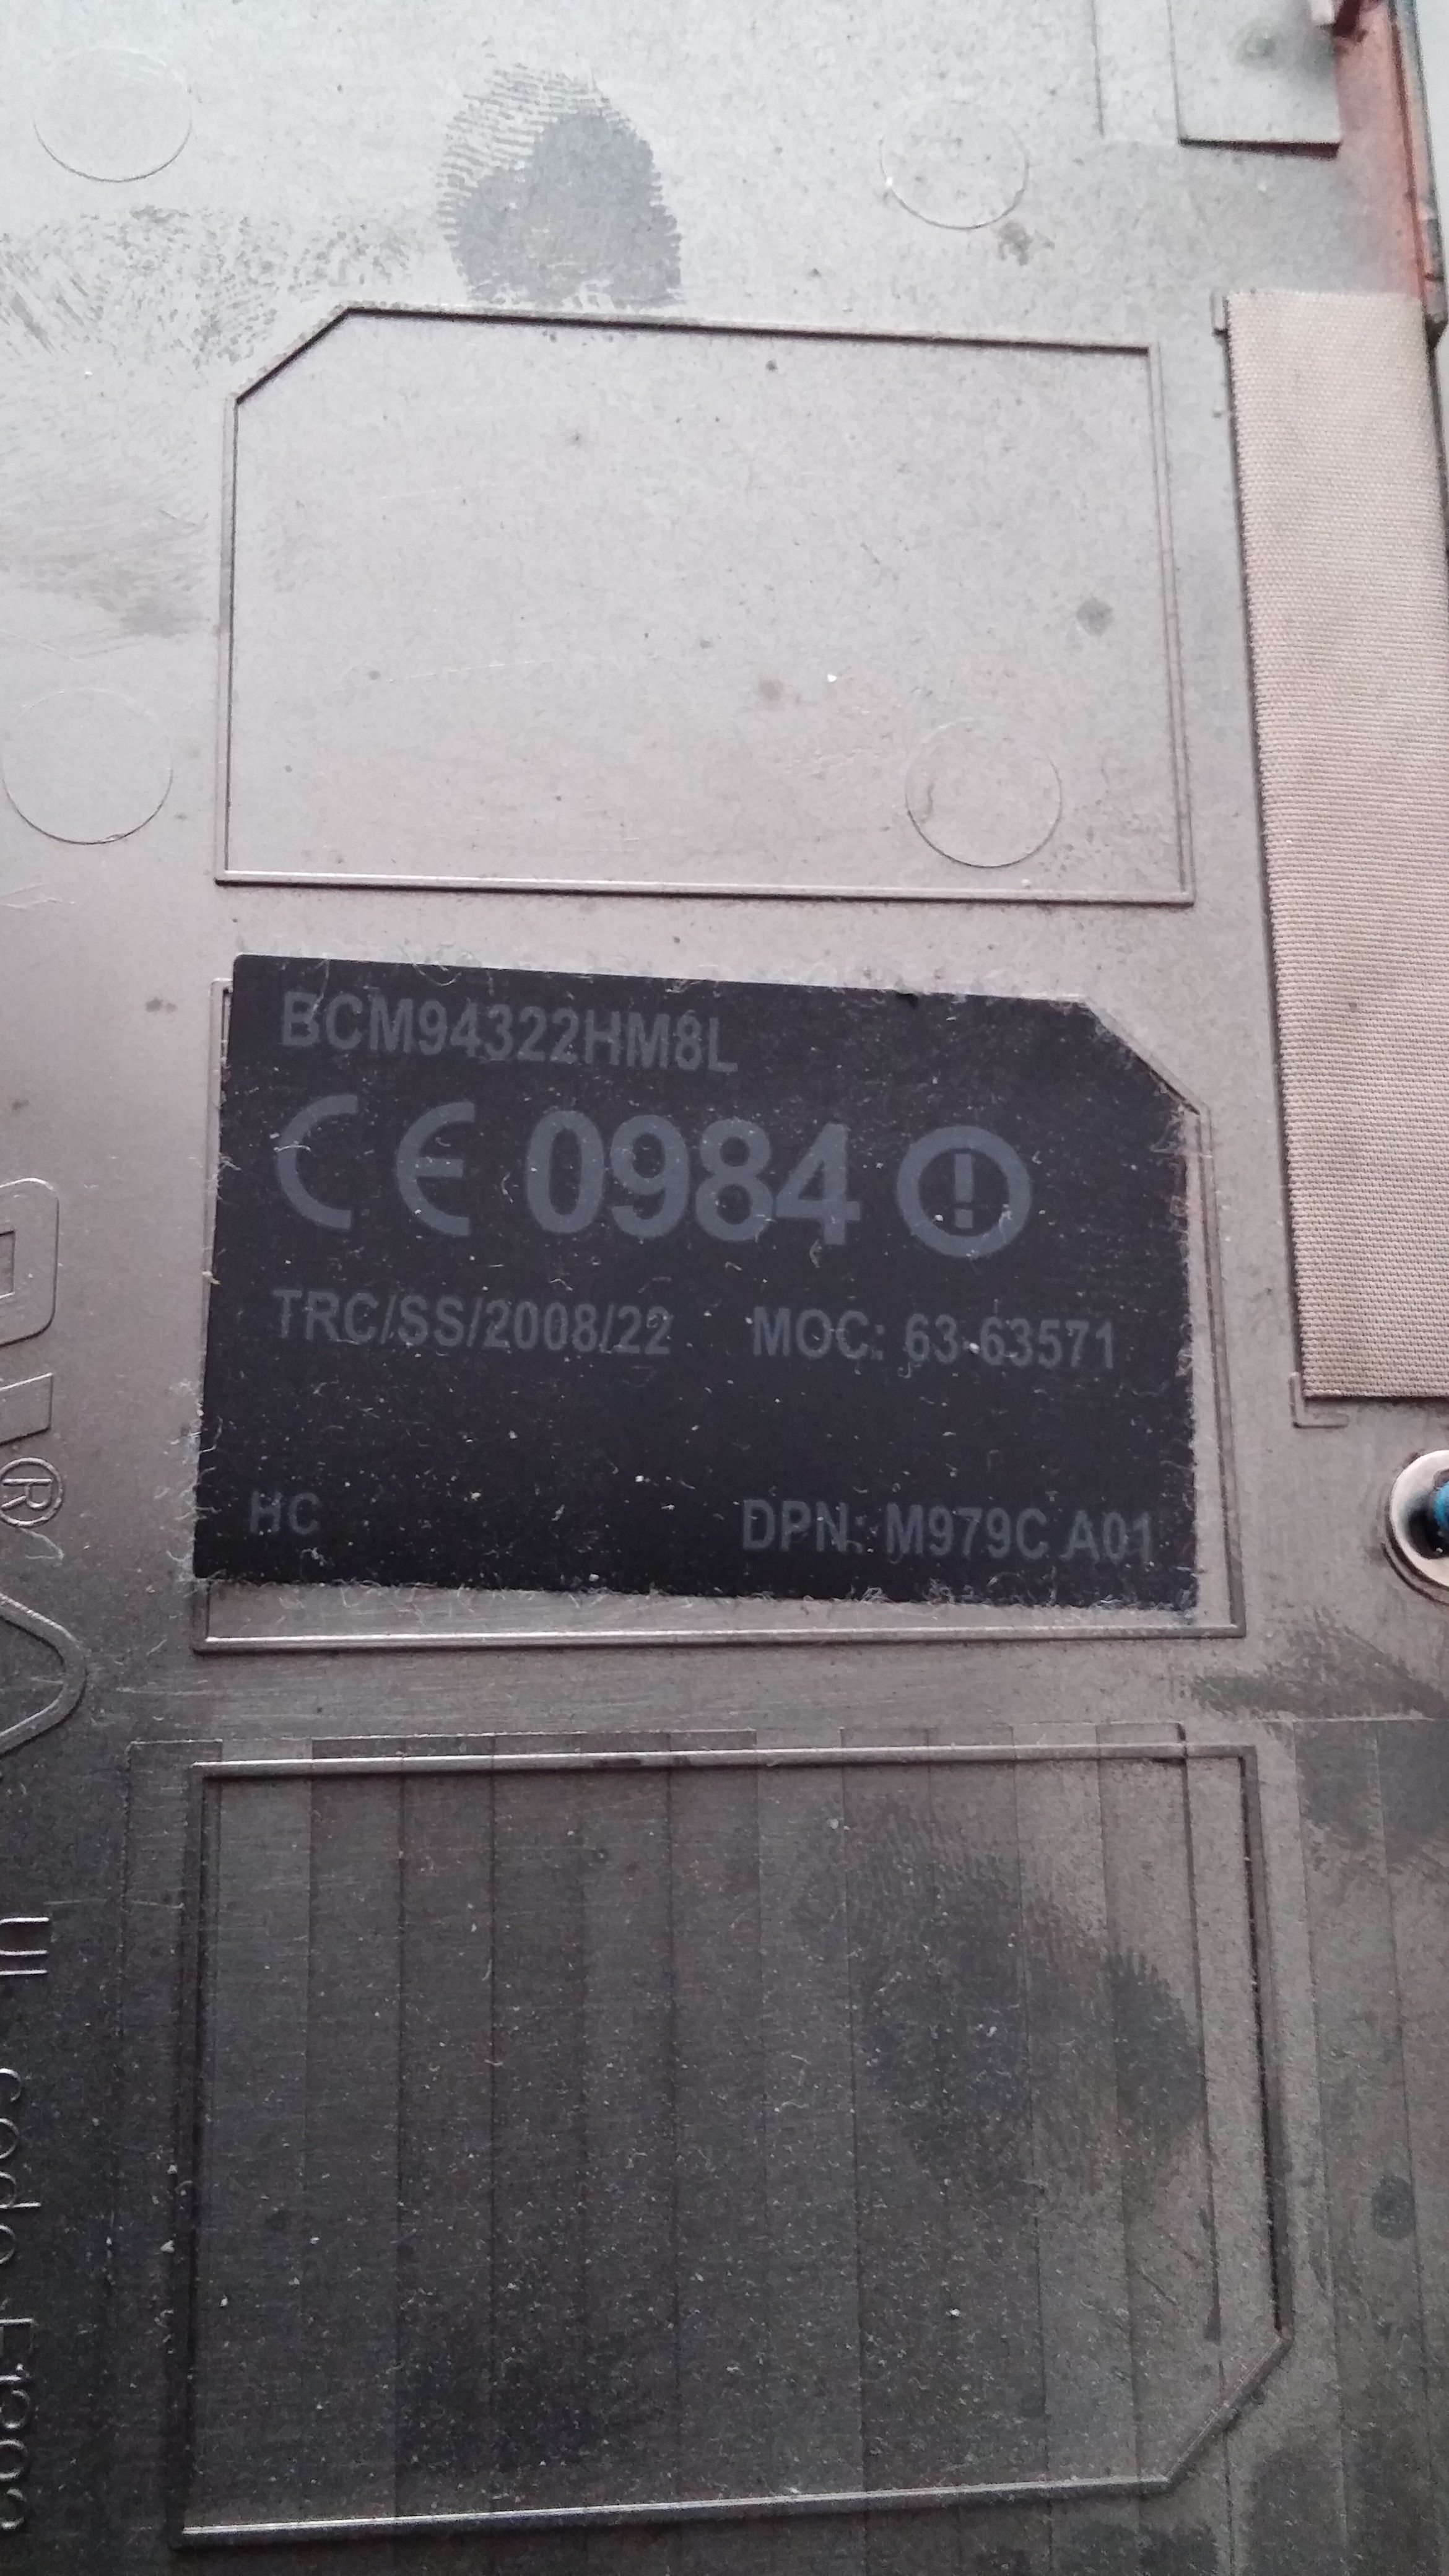 BCM94322HM8L
CE 0984 !
TRC/SS/2008/22 MOC: 63-63571
HC DPN: M979C A01
®